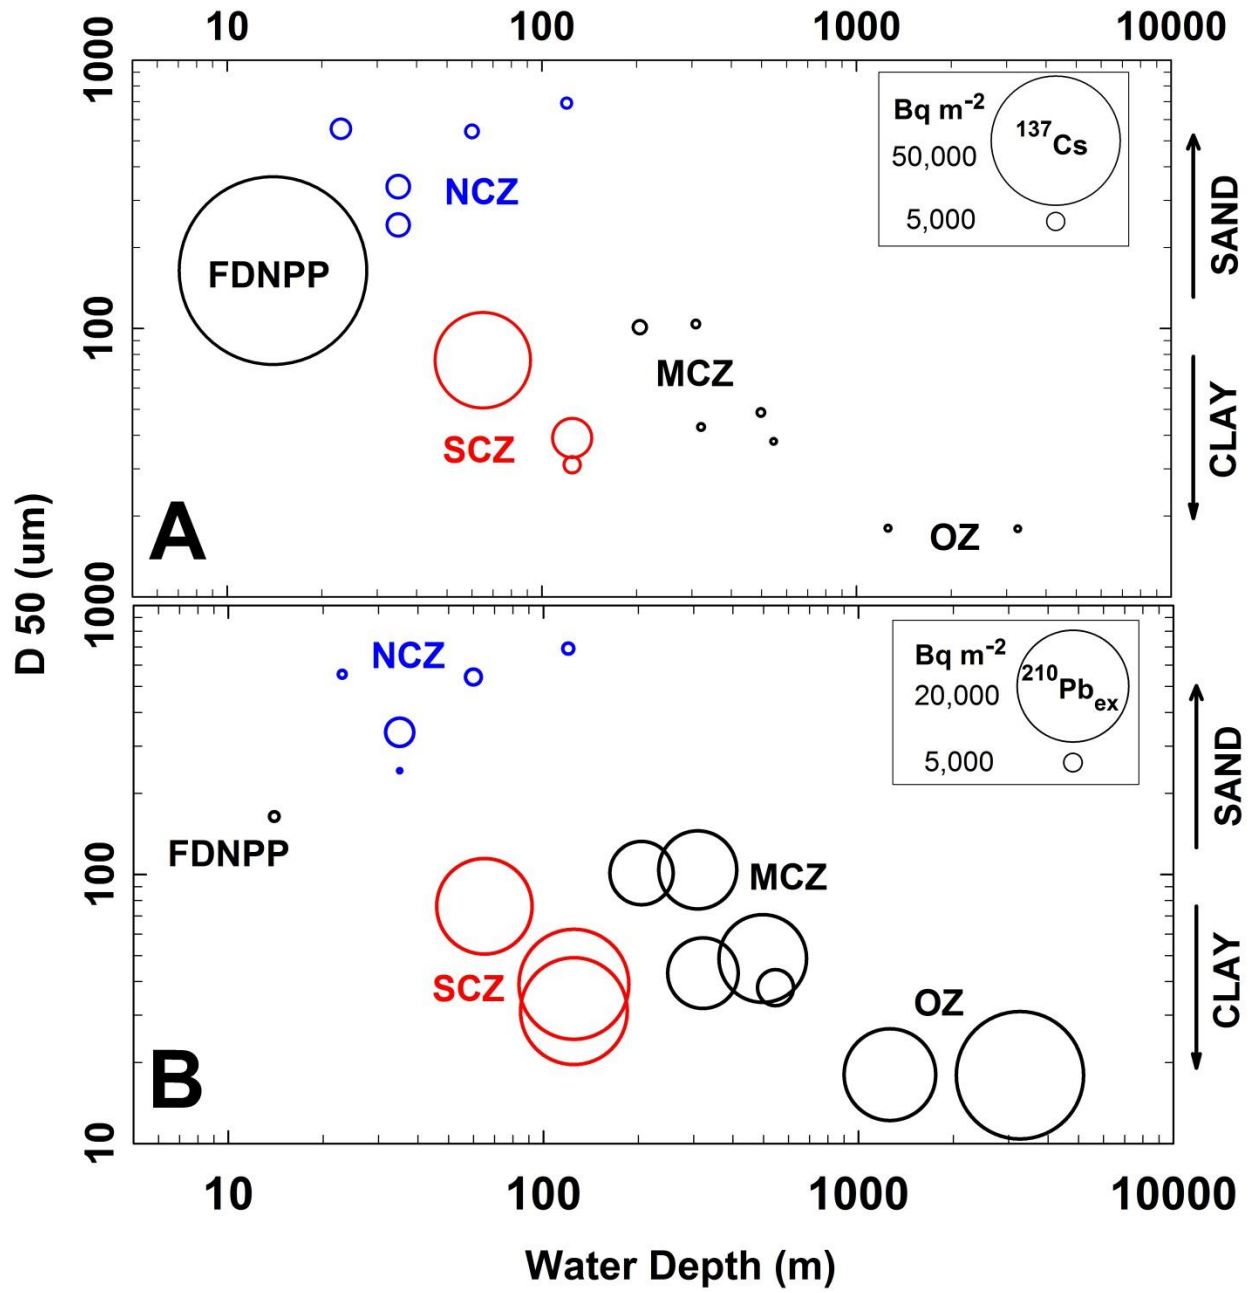 10 100 1000 10000
1000
Bq m-2
137Cs
50,000
5,000
NCZ
FDNPP
SAND
100
MCZ
SCZ
CLAY
A
OZ
D 50 (um)
1000
NCZ
Bq m-2
210Pbex
20,000
5,000
SAND
FDNPP
100
MCZ
SCZ
OZ
CLAY
B
10
10 100 1000 10000
Water Depth (m)